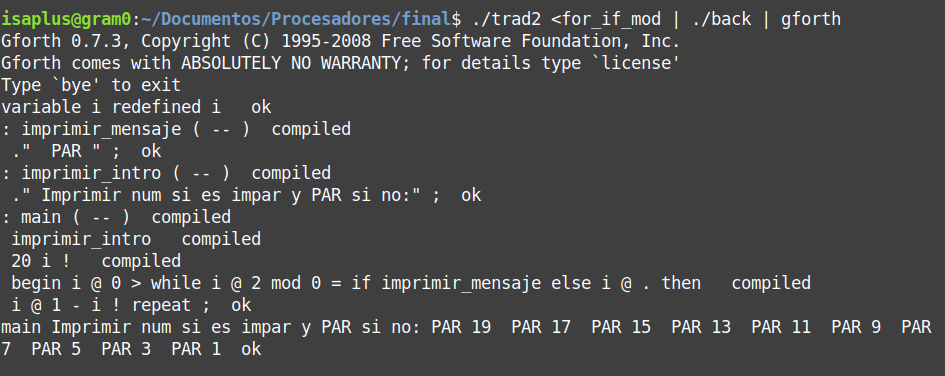 isaplus@gram0:~/Documentos/Procesadores/final$ ./trad2 <for_if_mod | ./back | gforth
Gforth 0.7.3, Copyright (C) 1995-2008 Free Software Foundation, Inc.
Gforth comes with ABSOLUTELY NO WARRANTY; for details type `license'
Type `bye' to exit
variable i redefined i   ok
: imprimir_mensaje ( -- )  compiled
 ."  PAR " ;  ok
: imprimir_intro ( -- )  compiled
 ." Imprimir num si es impar y PAR si no:" ;  ok
: main ( -- )  compiled
 imprimir_intro   compiled
 20 i !   compiled
 begin i @ 0 > while i @ 2 mod 0 = if imprimir_mensaje else i @ . then   compiled
 i @ 1 - i ! repeat ;  ok
main Imprimir num si es impar y PAR si no: PAR 19  PAR 17  PAR 15  PAR 13  PAR 11  PAR 9  PAR
7  PAR 5  PAR 3  PAR 1  ok